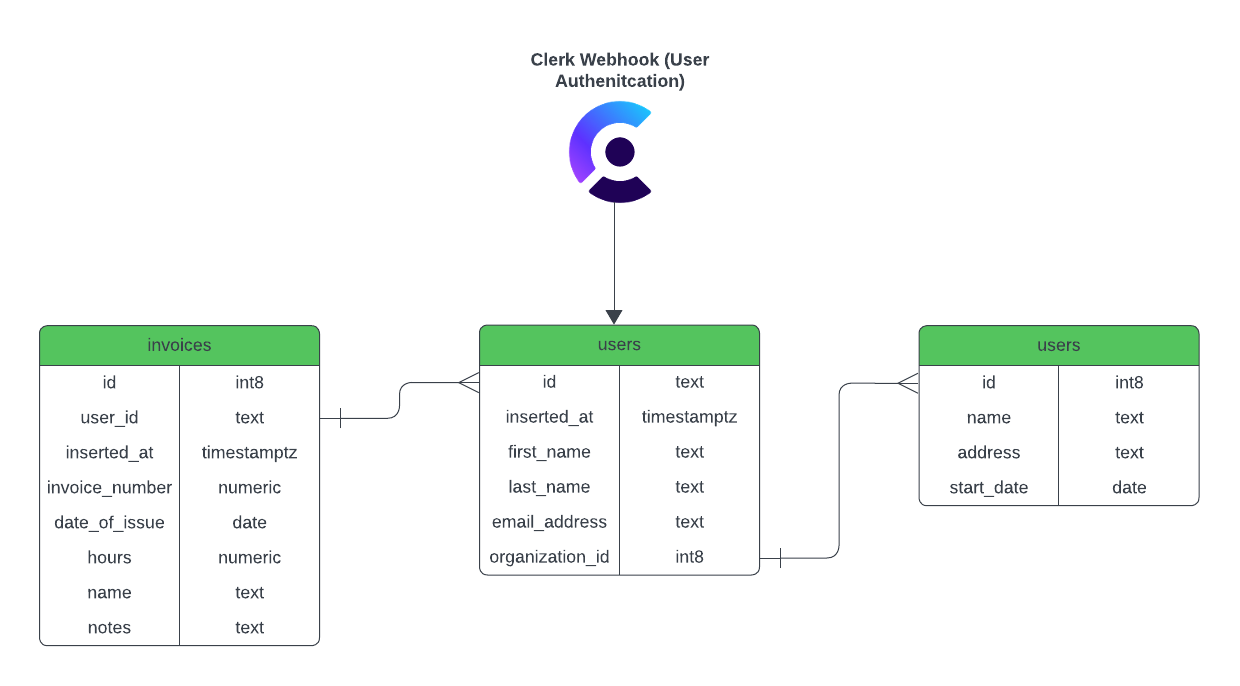 Clerk Webhook (User
Authenitcation)
invoices
id int8
user_id text
inserted_at timestamptz
invoice_number numeric
date_of_issue date
hours numeric
name text
notes text
users
id text
inserted_at timestamptz
first_name text
last_name text
email_address text
organization_id int8
users
id int8
name text
address text
start_date date